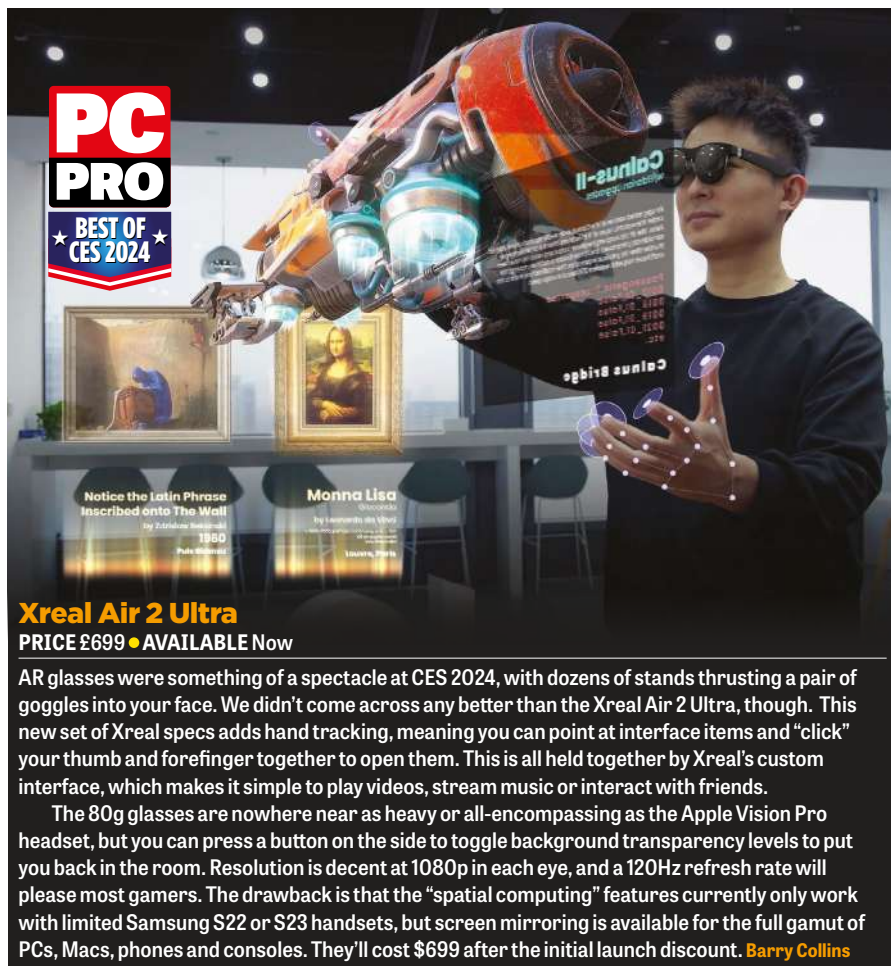 PC
PRO
BEST OF
CES 2024
Calnus-II
Calnus Bridge
Notice the Latin Phrase
Inscribed onto The Wall
by Zdzislaw Beksinski
1980
Monna Lisa
Gioconda
by Leonardo da Vinci
Louvre, Paris
Xreal Air 2 Ultra
PRICE £699 ● AVAILABLE Now
AR glasses were something of a spectacle at CES 2024, with dozens of stands thrusting a pair of
goggles into your face. We didn't come across any better than the Xreal Air 2 Ultra, though. This
new set of Xreal specs adds hand tracking, meaning you can point at interface items and “click”
your thumb and forefinger together to open them. This is all held together by Xreal's custom
interface, which makes it simple to play videos, stream music or interact with friends.
The 80g glasses are nowhere near as heavy or all-encompassing as the Apple Vision Pro
headset, but you can press a button on the side to toggle background transparency levels to put
you back in the room. Resolution is decent at 1080p in each eye, and a 120Hz refresh rate will
please most gamers. The drawback is that the “spatial computing” features currently only work
with limited Samsung S22 or S23 handsets, but screen mirroring is available for the full gamut of
PCs, Macs, phones and consoles. They'll cost $699 after the initial launch discount. Barry Collins